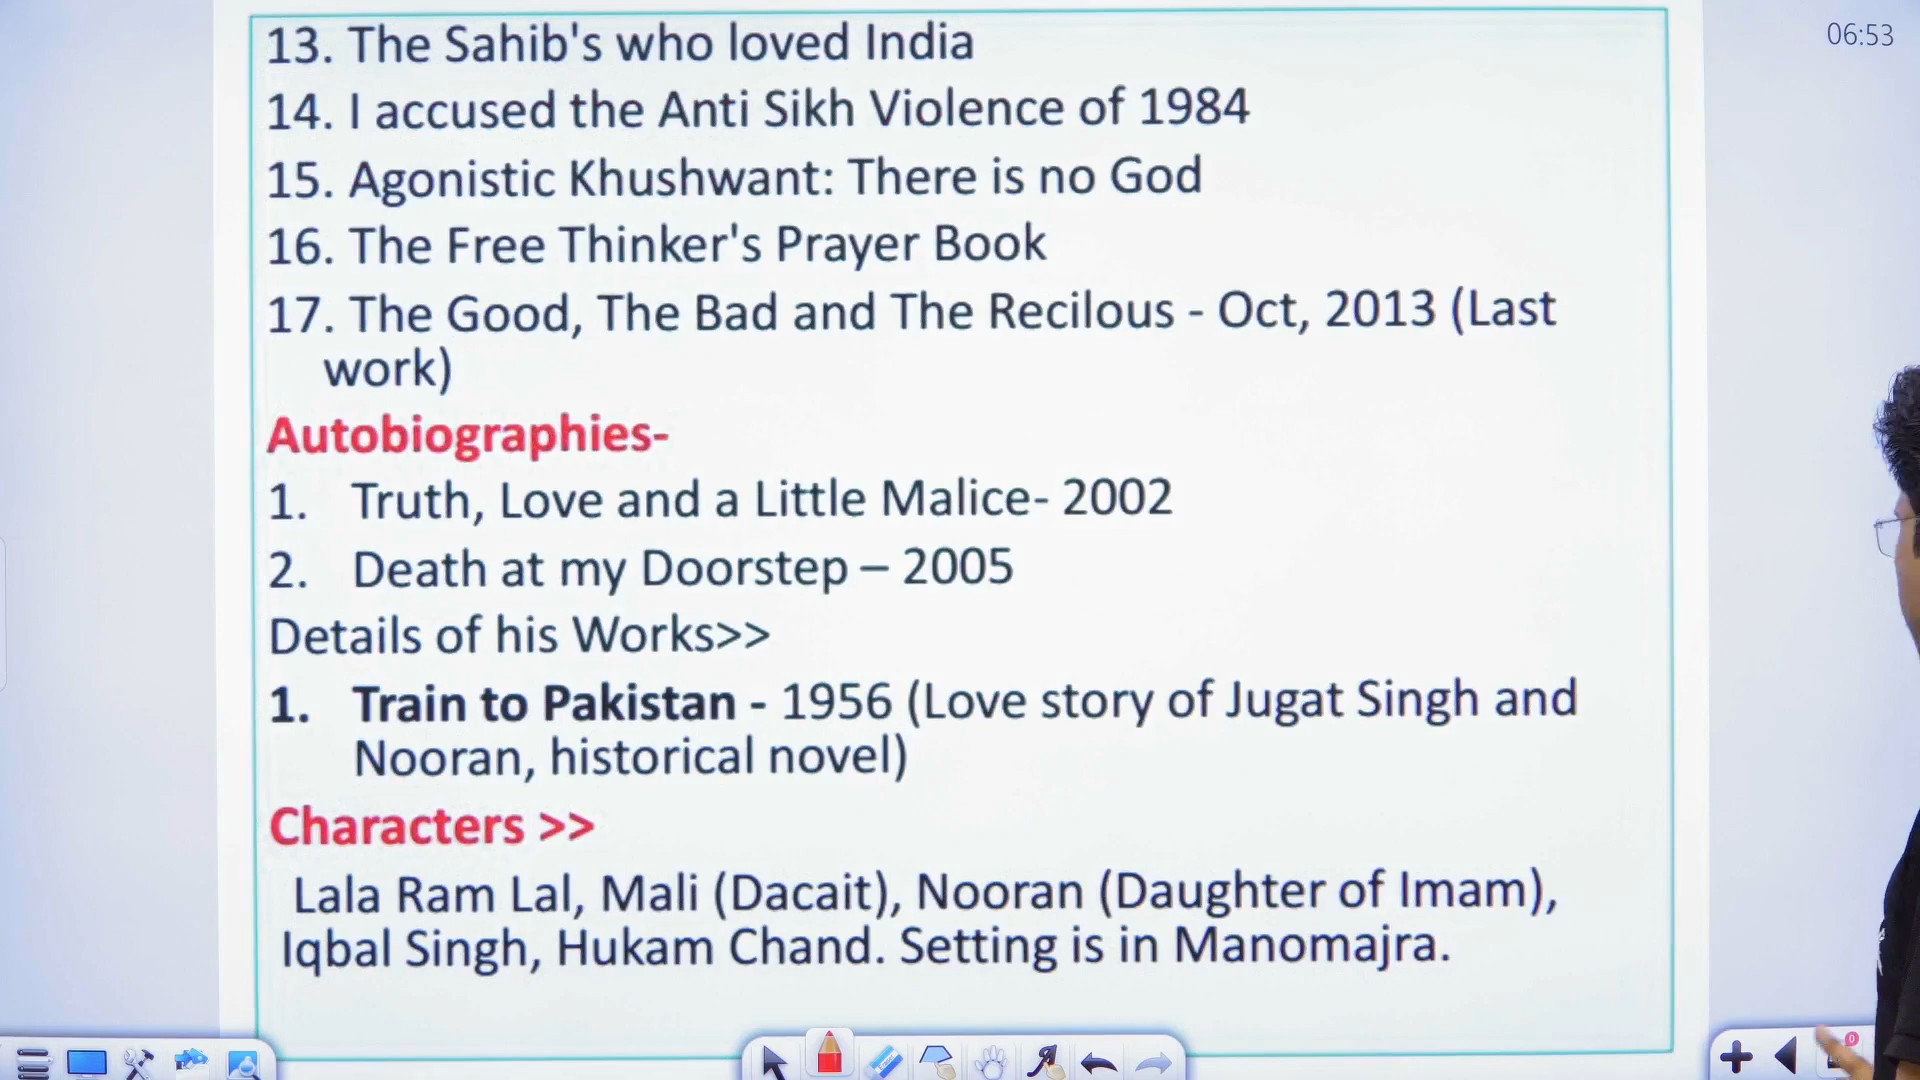 06:53
13. The Sahib's who loved India
14. I accused the Anti Sikh Violence of 1984
15. Agonistic Khushwant: There is no God
16. The Free Thinker's Prayer Book
17. The Good, The Bad and The Recilous - Oct, 2013 (Last
work)
Autobiographies-
1. Truth, Love and a Little Malice- 2002
2. Death at my Doorstep – 2005
Details of his Works>>
1. Train to Pakistan - 1956 (Love story of Jugat Singh and
Nooran, historical novel)
Characters >>
Lala Ram Lal, Mali (Dacait), Nooran (Daughter of Imam),
Iqbal Singh, Hukam Chand. Setting is in Manomajra.
0